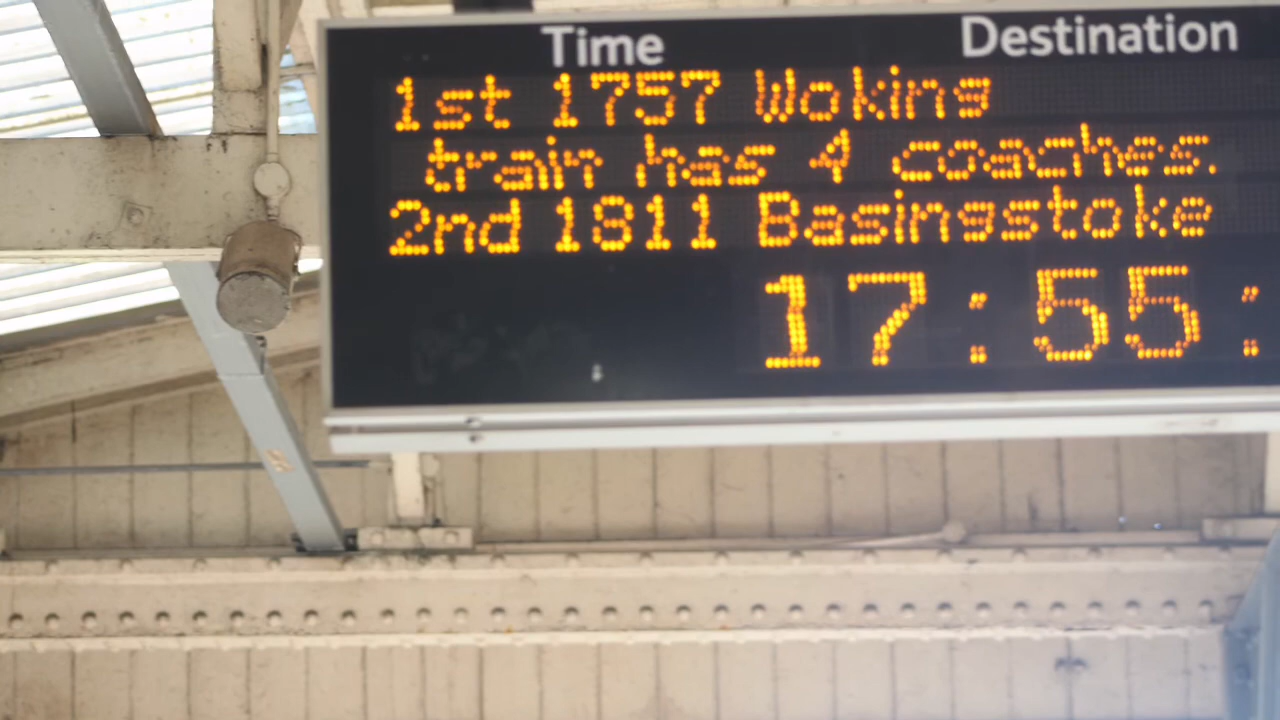 Time Destination
1st 1757 Woking
train has 4 coaches.
2nd 1811 Basingstoke
17:55: